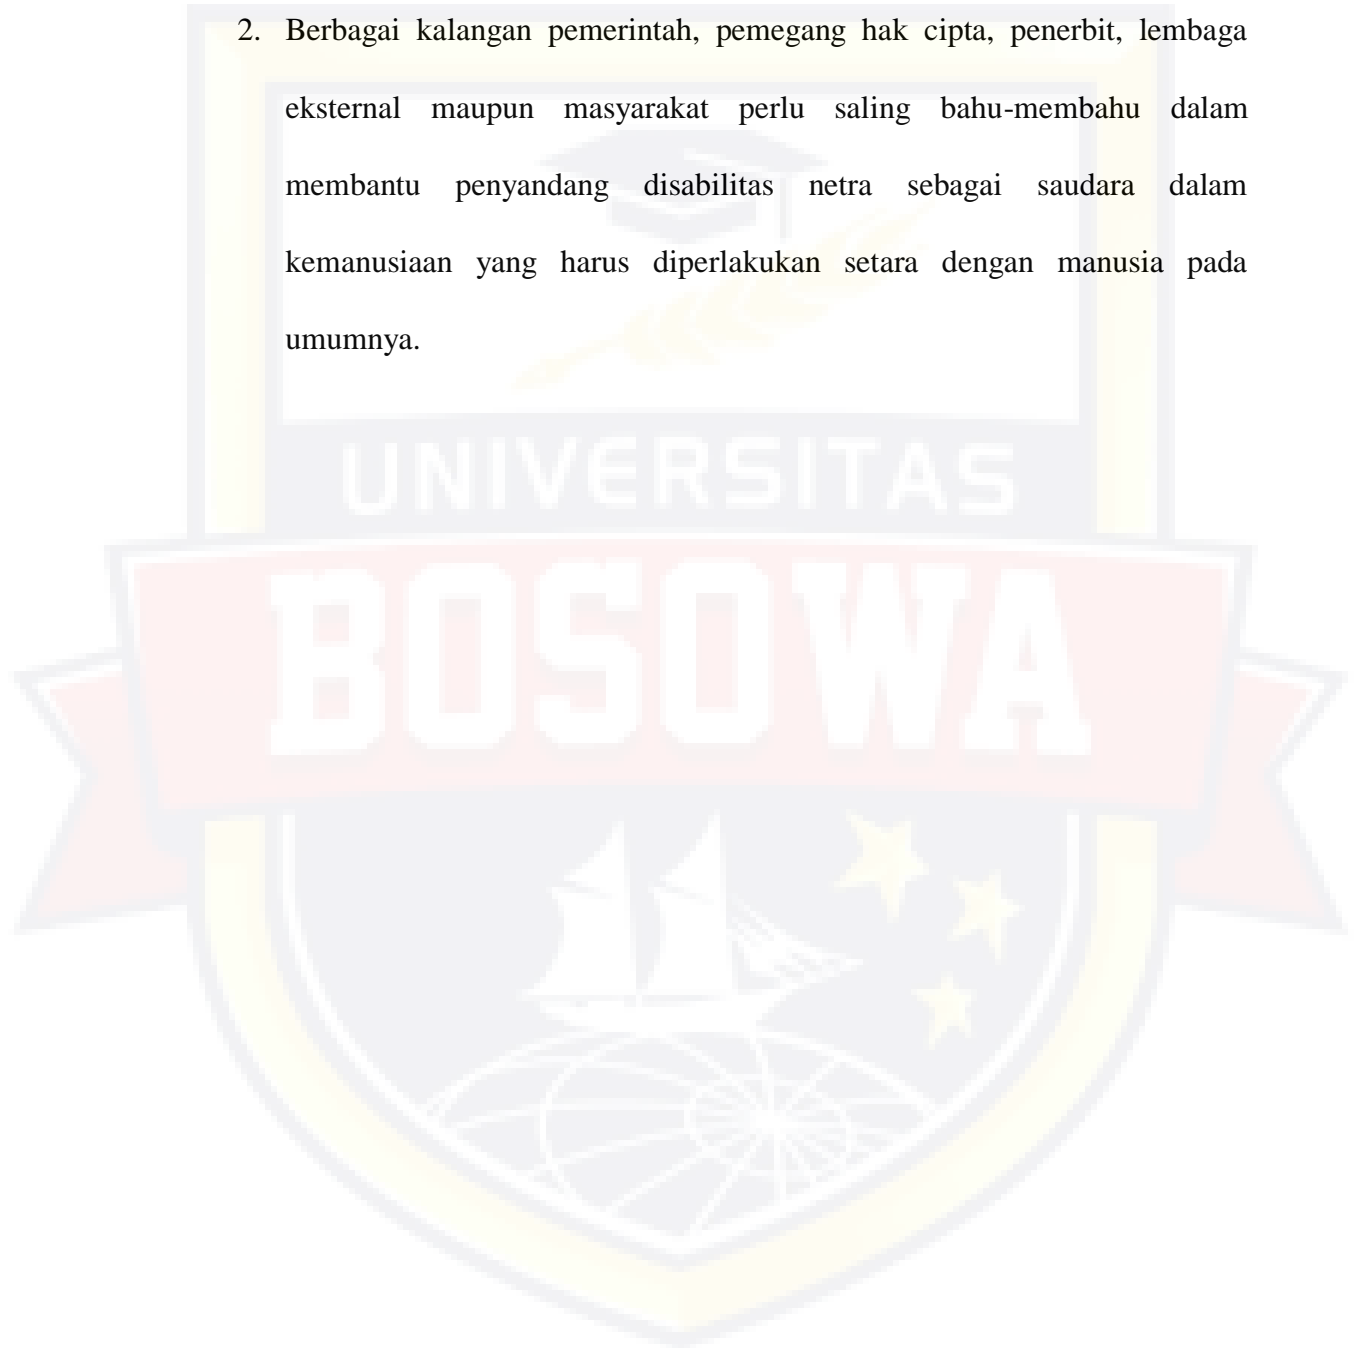 2. Berbagai kalangan pemerintah, pemegang hak cipta, penerbit, lembaga
eksternal maupun masyarakat perlu saling bahu-membahu dalam
membantu penyandang disabilitas netra sebagai saudara dalam
kemanusiaan yang harus diperlakukan setara dengan manusia pada
umumnya.
UNIVERSITAS
BOSOWA